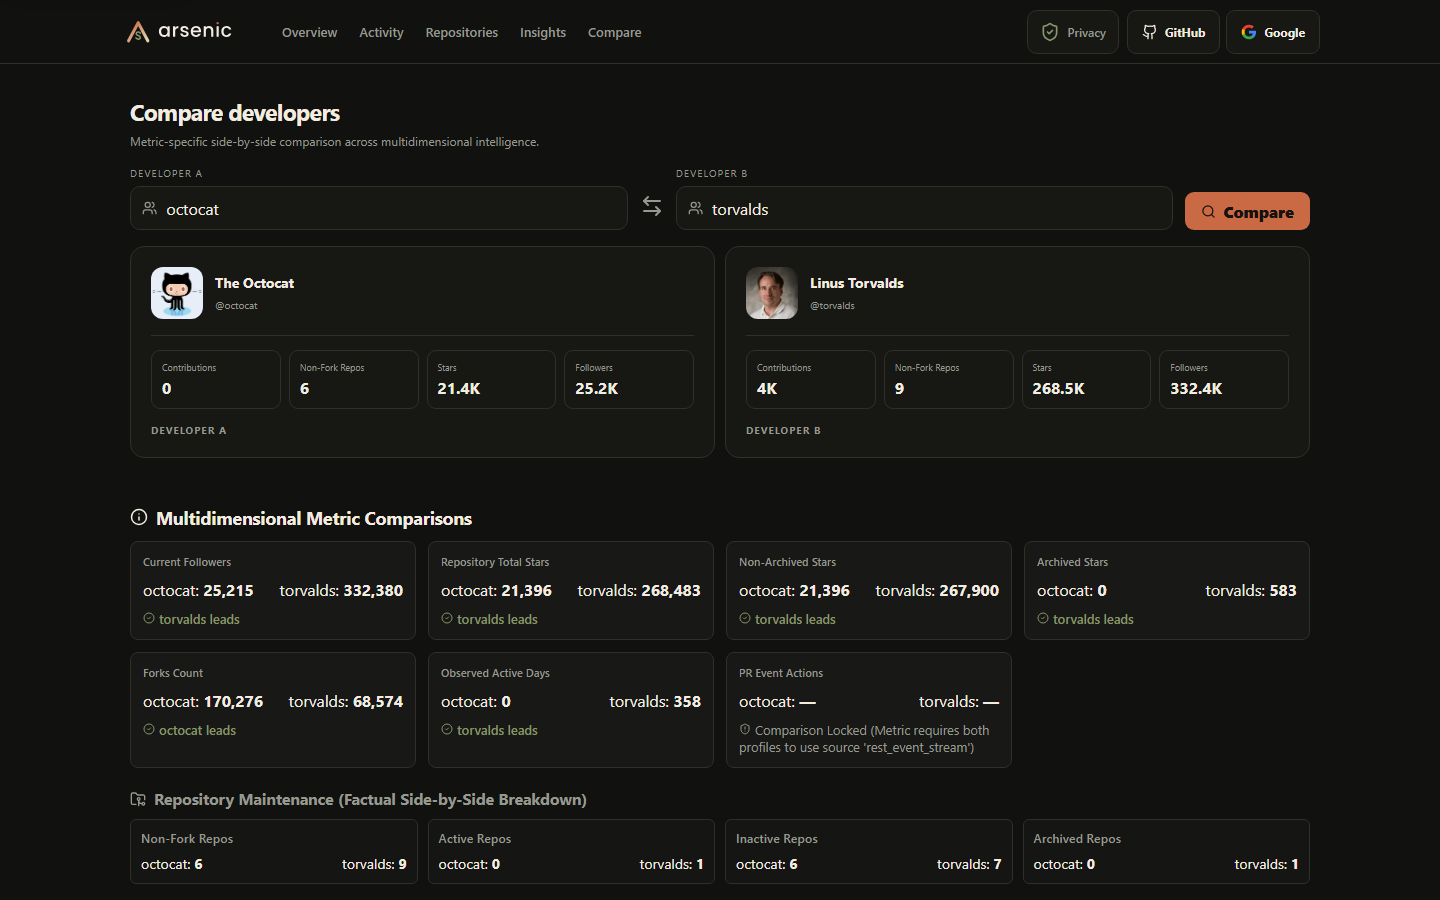 arsenic
Overview Activity Repositories Insights Compare
Privacy GitHub Google
Compare developers
Metric-specific side-by-side comparison across multidimensional intelligence.
DEVELOPER A
octocat
DEVELOPER B
torvalds
Compare
The Octocat
@octocat
Contributions Non-Fork Repos Stars Followers
0 6 21.4K 25.2K
DEVELOPER A
Linus Torvalds
@torvalds
Contributions Non-Fork Repos Stars Followers
4K 9 268.5K 332.4K
DEVELOPER B
Multidimensional Metric Comparisons
Current Followers
octocat: 25,215 torvalds: 332,380
torvalds leads
Repository Total Stars
octocat: 21,396 torvalds: 268,483
torvalds leads
Non-Archived Stars
octocat: 21,396 torvalds: 267,900
torvalds leads
Archived Stars
octocat: 0 torvalds: 583
torvalds leads
Forks Count
octocat: 170,276 torvalds: 68,574
octocat leads
Observed Active Days
octocat: 0 torvalds: 358
torvalds leads
PR Event Actions
octocat: — torvalds: —
Comparison Locked (Metric requires both
profiles to use source 'rest_event_stream')
Repository Maintenance (Factual Side-by-Side Breakdown)
Non-Fork Repos
octocat: 6 torvalds: 9
Active Repos
octocat: 0 torvalds: 1
Inactive Repos
octocat: 6 torvalds: 7
Archived Repos
octocat: 0 torvalds: 1